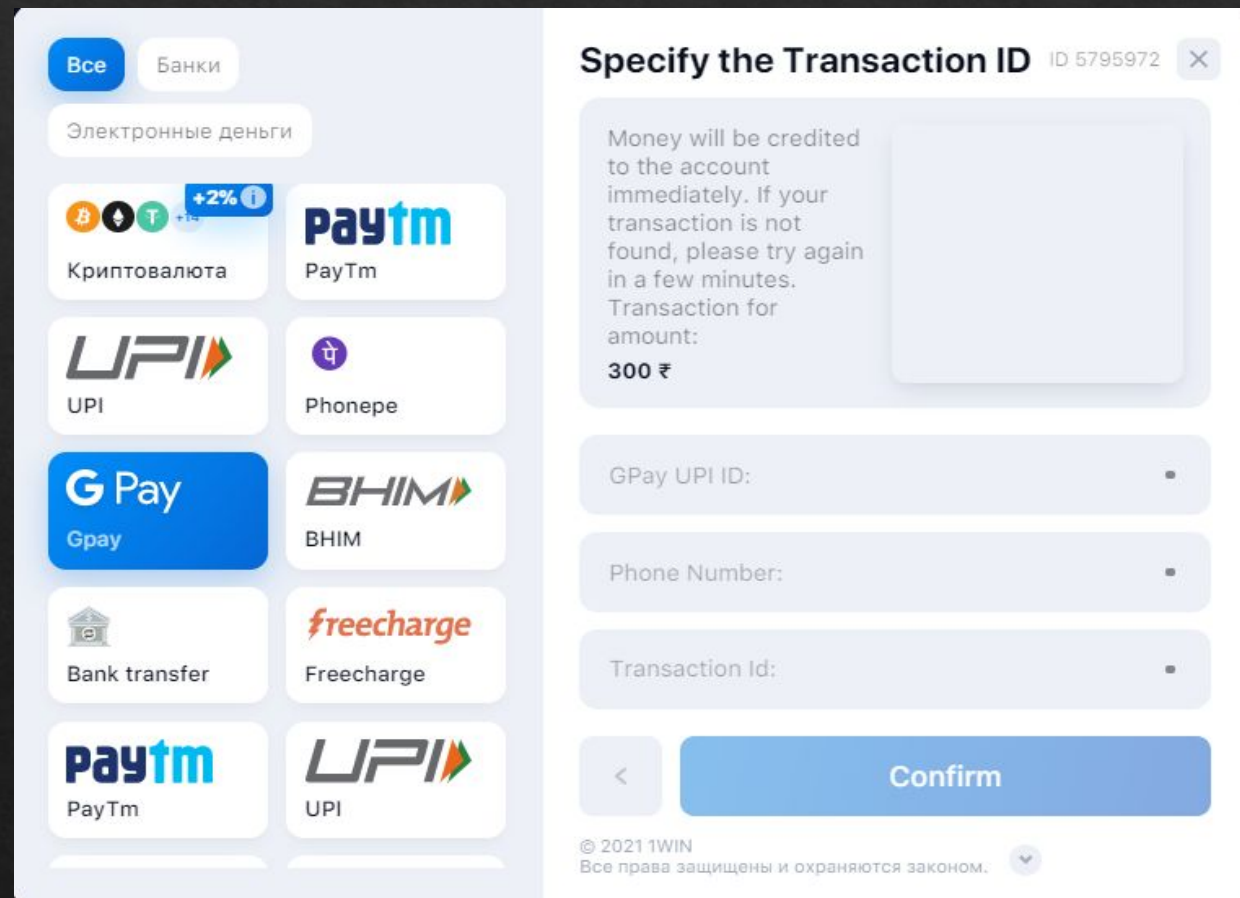 Все
Банки
Электронные деньги
+2% i
+14
Криптовалюта
paytm
PayTm
UPI
UPI
पे
Phonepe
G Pay
Gpay
BHIM
BHIM
Bank transfer
freecharge
Freecharge
paytm
PayTm
UPI
UPI
Specify the Transaction ID
ID 5795972
Money will be credited
to the account
immediately. If your
transaction is not
found, please try again
in a few minutes.
Transaction for
amount:
300 ₹
GPay UPI ID:
Phone Number:
Transaction Id:
Confirm
© 2021 1WIN
Все права защищены и охраняются законом.